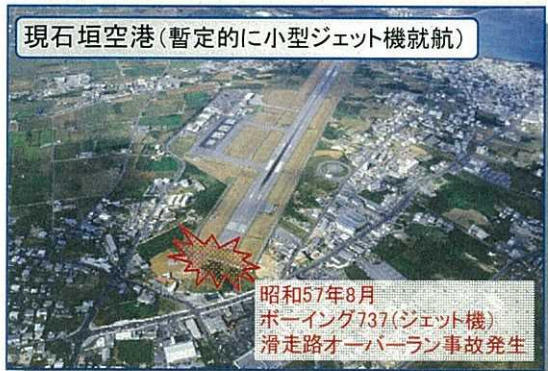 現石垣空港(暫定的に小型ジェット機就航)
昭和57年8月
ボーイング737(ジェット機)
滑走路オーバーラン事故発生